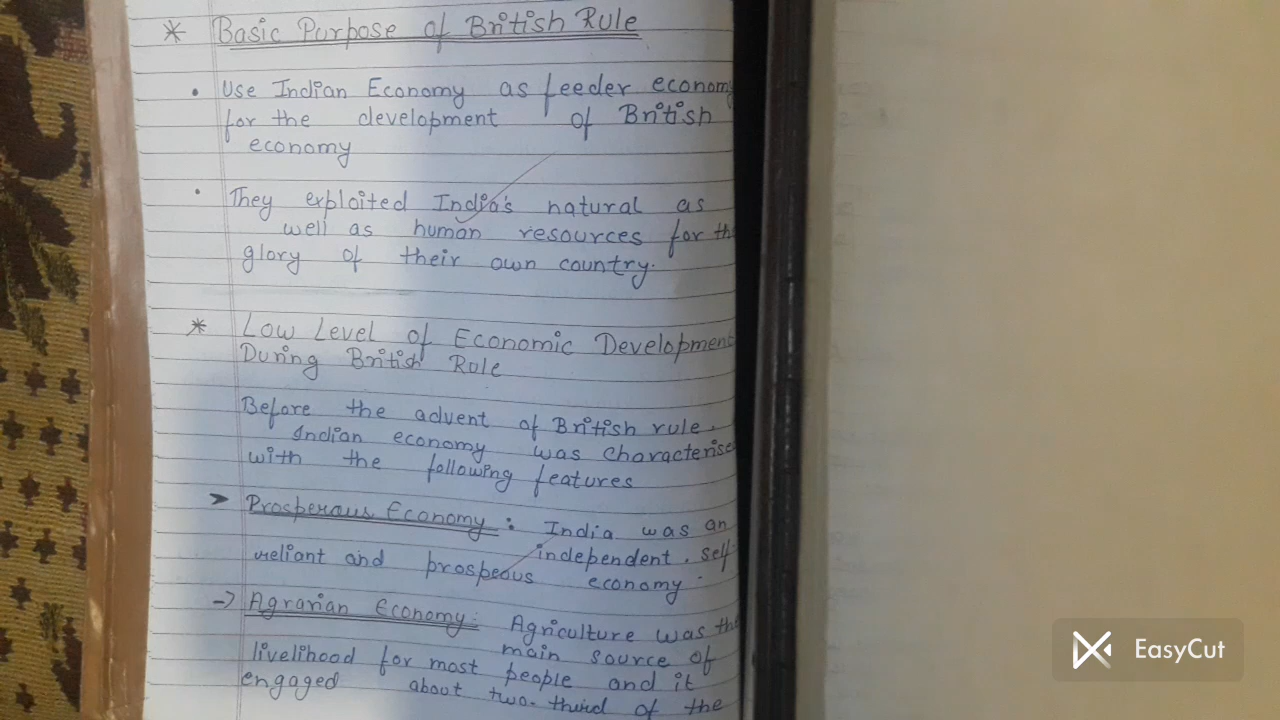 * Basic Purpose of British Rule
• Use Indian Economy as feeder economy
for the development of British
economy
• They exploited India's natural as
well as human resources for th
glory of their own country.
* Low Level of Economic Development
During British Rule
Before the advent of British rule.
Indian economy was characterise
with the following features
➤ Prosperous Economy : India was an
independent. self-
reliant and prospeous economy.
→ Agrarian Economy: Agriculture was the
main source of
livelihood for most people and it
engaged about two-third of the
EasyCut